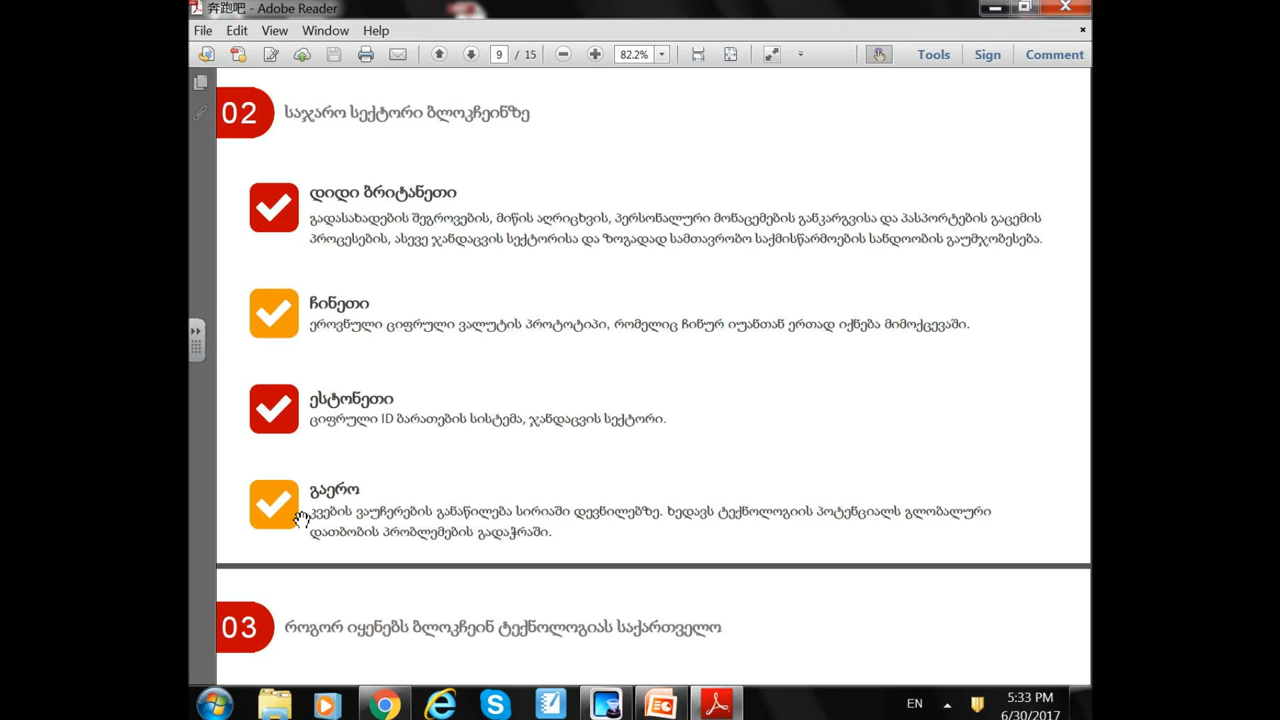 奔跑吧 - Adobe Reader
File Edit View Window Help
9 / 15 82.2% Tools Sign Comment
02 საჯარო სექტორი ბლოკჩეინზე
დიდი ბრიტანეთი
გადასახადების შეგროვების, მიწის აღრიცხვის, პერსონალური მონაცემების განკარგვისა და პასპორტების გაცემის
პროცესების, ასევე ჯანდაცვის სექტორისა და ზოგადად სამთავრობო საქმისწარმოების სანდოობის გაუმჯობესება.
ჩინეთი
ეროვნული ციფრული ვალუტის პროტოტიპი, რომელიც ჩინურ იუანთან ერთად იქნება მიმოქცევაში.
ესტონეთი
ციფრული ID ბარათების სისტემა, ჯანდაცვის სექტორი.
გაერო
კვების ვაუჩერების განაწილება სირიაში დევნილებზე. ხედავს ტექნოლოგიის პოტენციალს გლობალური
დათბობის პრობლემების გადაჭრაში.
03 როგორ იყენებს ბლოკჩეინ ტექნოლოგიას საქართველო
EN 5:33 PM
6/30/2017